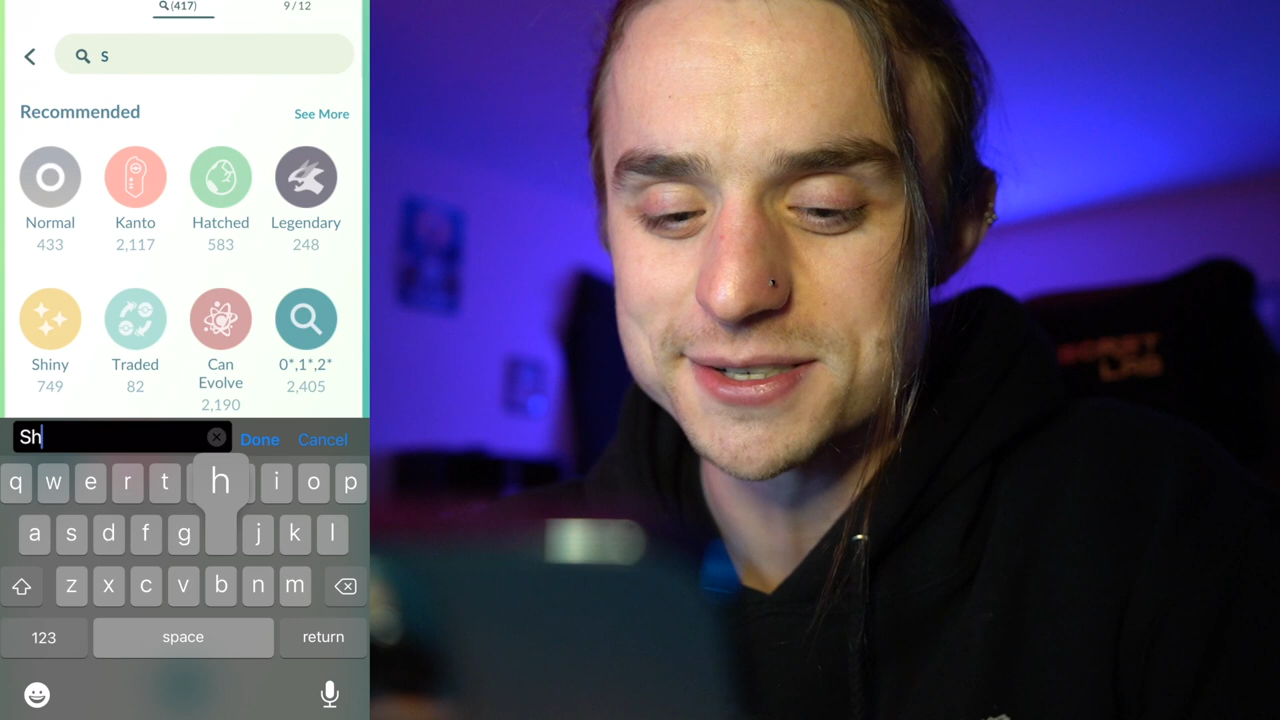 (417)
9/12
S
Recommended
See More
Normal
Kanto
Hatched
Legendary
433
2,117
583
248
Shiny
Traded
Can
Evolve
0*,1*,2*
749
82
2,190
2,405
Sh
Done
Cancel
q w e r t h i o p
a s d f g j k l
z x c v b n m
123
space
return
LAB